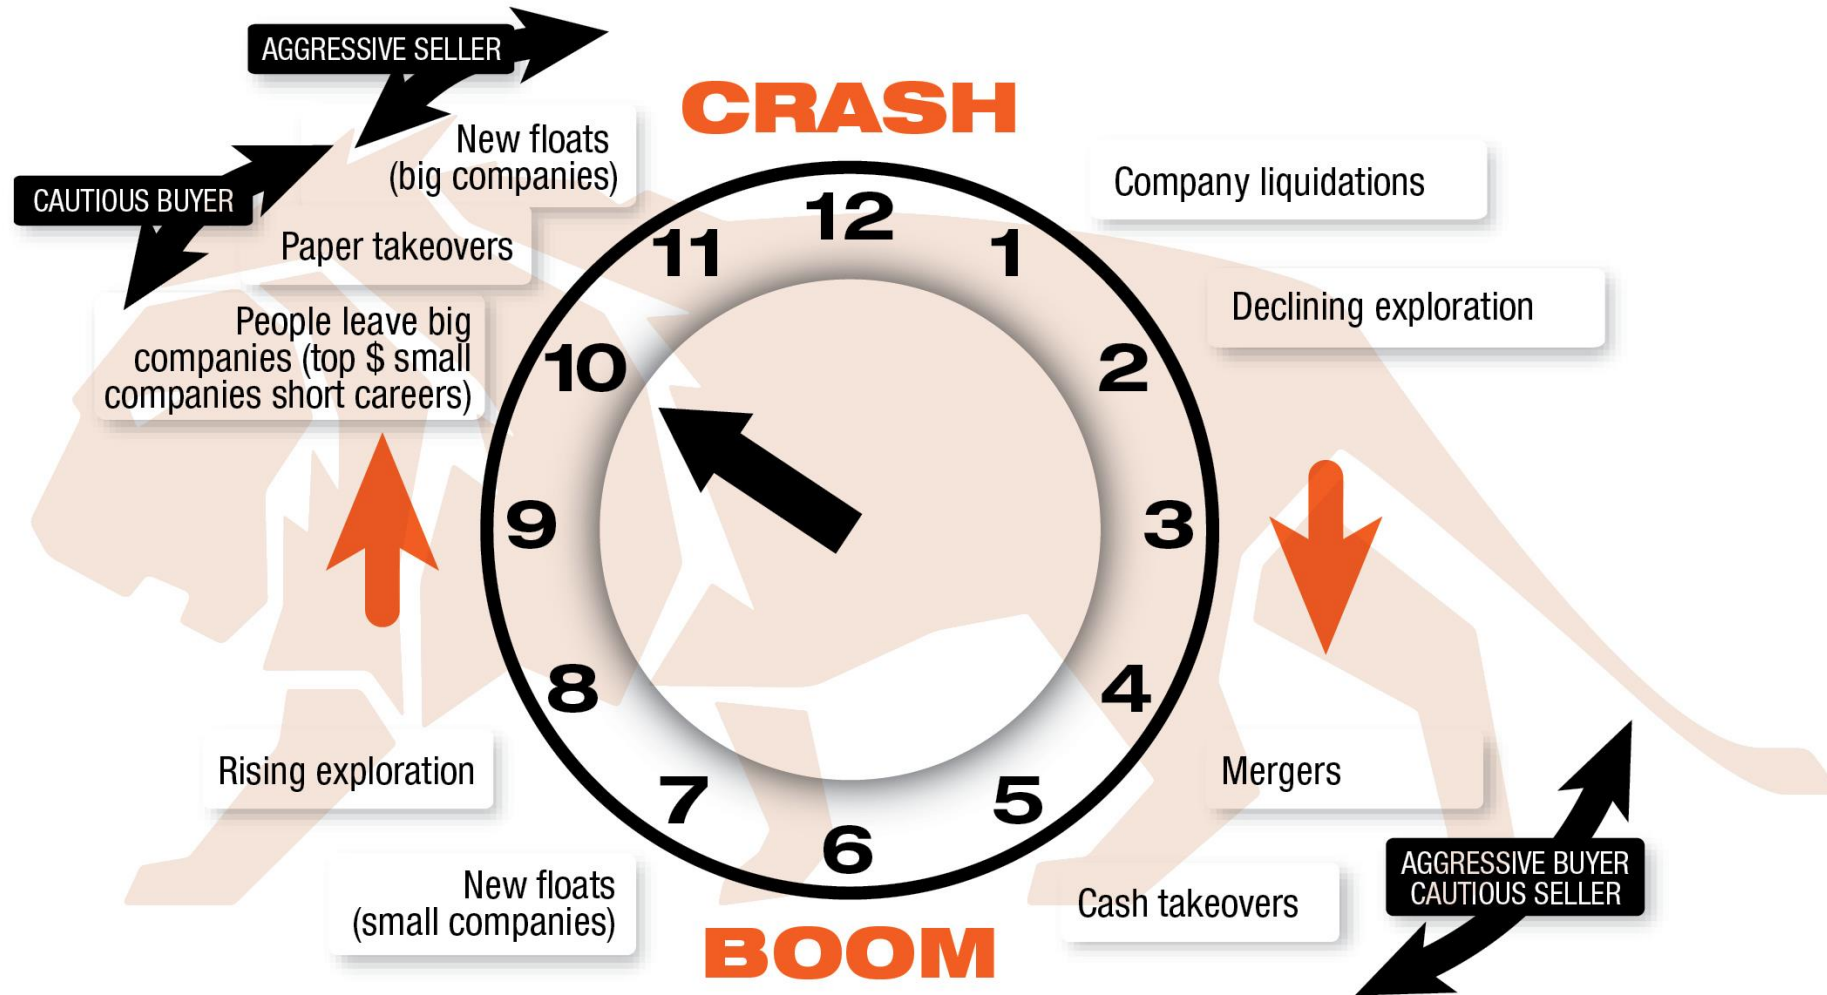 AGGRESSIVE SELLER
CRASH
New floats
(big companies)
CAUTIOUS BUYER
Paper takeovers
People leave big
companies (top $ small
companies short careers)
Company liquidations
Declining exploration
12
11
1
10
2
9
3
8
4
7
5
6
Rising exploration
Mergers
New floats
(small companies)
Cash takeovers
AGGRESSIVE BUYER
CAUTIOUS SELLER
BOOM